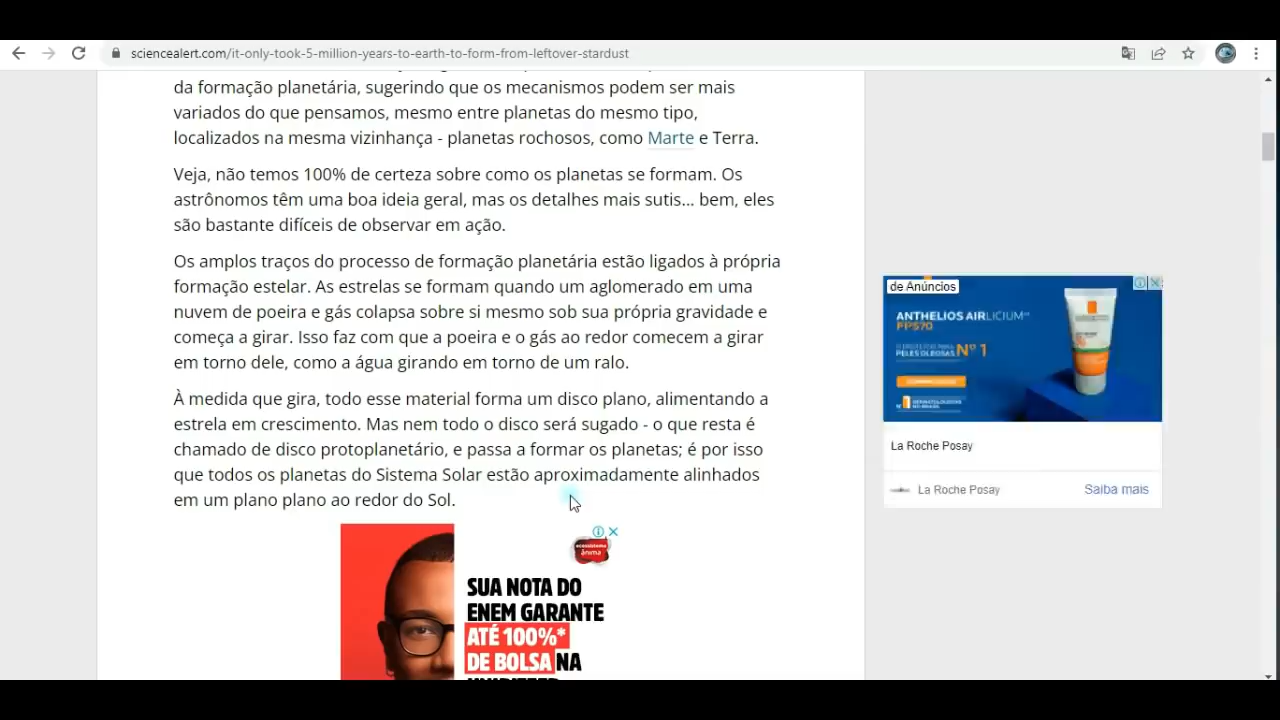 sciencealert.com/it-only-took-5-million-years-to-earth-to-form-from-leftover-stardust
da formação planetária, sugerindo que os mecanismos podem ser mais
variados do que pensamos, mesmo entre planetas do mesmo tipo,
localizados na mesma vizinhança - planetas rochosos, como Marte e Terra.
Veja, não temos 100% de certeza sobre como os planetas se formam. Os
astrônomos têm uma boa ideia geral, mas os detalhes mais sutis... bem, eles
são bastante difíceis de observar em ação.
Os amplos traços do processo de formação planetária estão ligados à própria
formação estelar. As estrelas se formam quando um aglomerado em uma
nuvem de poeira e gás colapsa sobre si mesmo sob sua própria gravidade e
começa a girar. Isso faz com que a poeira e o gás ao redor comecem a girar
em torno dele, como a água girando em torno de um ralo.
À medida que gira, todo esse material forma um disco plano, alimentando a
estrela em crescimento. Mas nem todo o disco será sugado - o que resta é
chamado de disco protoplanetário, e passa a formar os planetas; é por isso
que todos os planetas do Sistema Solar estão aproximadamente alinhados
em um plano plano ao redor do Sol.
de Anúncios
ANTHELIOS AIRLICIUM
FPS70
PELES OLEOSAS Nº 1
La Roche Posay
La Roche Posay
Saiba mais
ecossistema
ânima
SUA NOTA DO
ENEM GARANTE
ATÉ 100%*
DE BOLSA NA